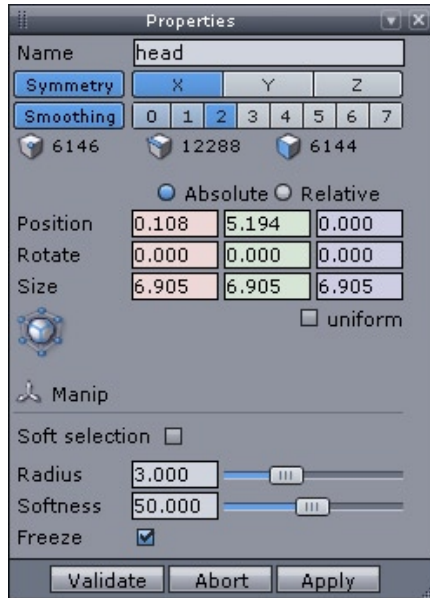 Properties
Name head
Symmetry X Y Z
Smoothing 0 1 2 3 4 5 6 7
6146 12288 6144
Absolute Relative
Position 0.108 5.194 0.000
Rotate 0.000 0.000 0.000
Size 6.905 6.905 6.905
uniform
Manip
Soft selection
Radius 3.000
Softness 50.000
Freeze
Validate Abort Apply